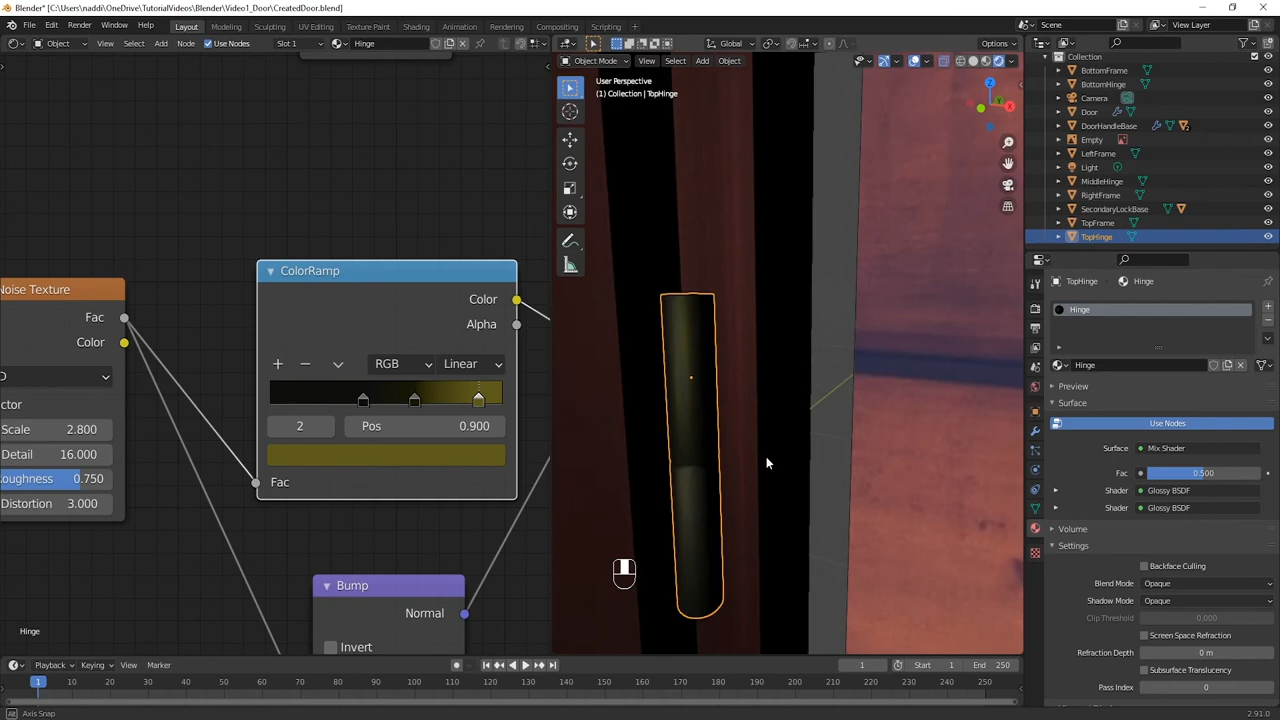 Blender* [C:\Users\naddi\OneDrive\TutorialVideos\Blender\Video1_Door\CreatedDoor.blend]
File Edit Render Window Help Layout Modeling Sculpting UV Editing Texture Paint Shading Animation Rendering Compositing Scripting Scene View Layer
Object View Select Add Node Use Nodes Slot 1 Hinge Global Options
Object Mode View Select Add Object
User Perspective
(1) Collection | TopHinge
Z
Y
X
Collection
BottomFrame
BottomHinge
Camera
Door
DoorHandleBase 2
Empty
LeftFrame
Light
MiddleHinge
RightFrame
SecondaryLockBase
TopFrame
TopHinge
TopHinge Hinge
Hinge
Hinge
Preview
Surface
Use Nodes
Surface Mix Shader
Fac 0.500
Shader Glossy BSDF
Shader Glossy BSDF
Volume
Settings
Backface Culling
Blend Mode Opaque
Shadow Mode Opaque
Clip Threshold 0.000
Screen Space Refraction
Refraction Depth 0 m
Subsurface Translucency
Pass Index 0
Noise Texture
Fac
Color
D
ctor
Scale 2.800
Detail 16.000
oughness 0.750
Distortion 3.000
ColorRamp
Color
Alpha
RGB Linear
2 Pos 0.900
Fac
Bump
Normal
Invert
Hinge
Playback Keying View Marker 1 Start 1 End 250
1 10 20 30 40 50 60 70 80 90 100 110 120 130 140 150 160 170 180 190 200 210 220 230 240 250
Axis Snap 2.91.0